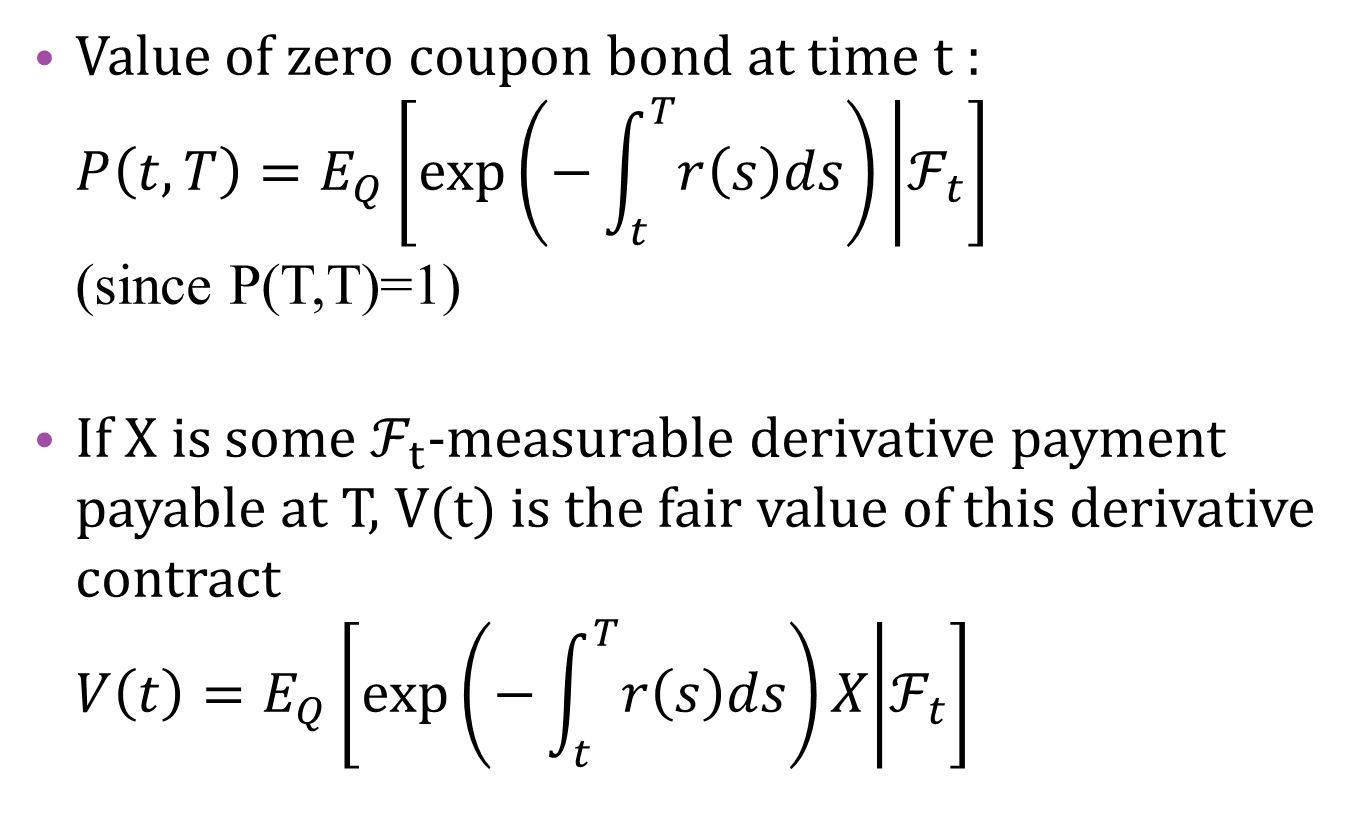 • Value of zero coupon bond at time t :
P(t, T) = E_Q [exp(−∫_t^T r(s)ds)|ℱ_t]
(since P(T,T)=1)
• If X is some ℱ_t-measurable derivative payment
payable at T, V(t) is the fair value of this derivative
contract
V(t) = E_Q [exp(−∫_t^T r(s)ds) X|ℱ_t]